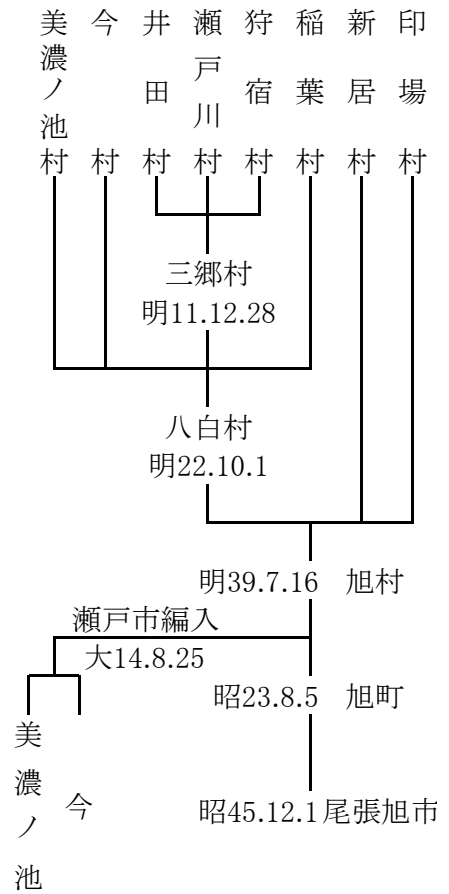 美濃ノ池村
今村
井田村
瀬戸川村
狩宿村
稲葉村
新居村
印場村
三郷村
明11.12.28
八白村
明22.10.1
明39.7.16 旭村
瀬戸市編入
大14.8.25
昭23.8.5 旭町
美濃ノ池
今
昭45.12.1尾張旭市